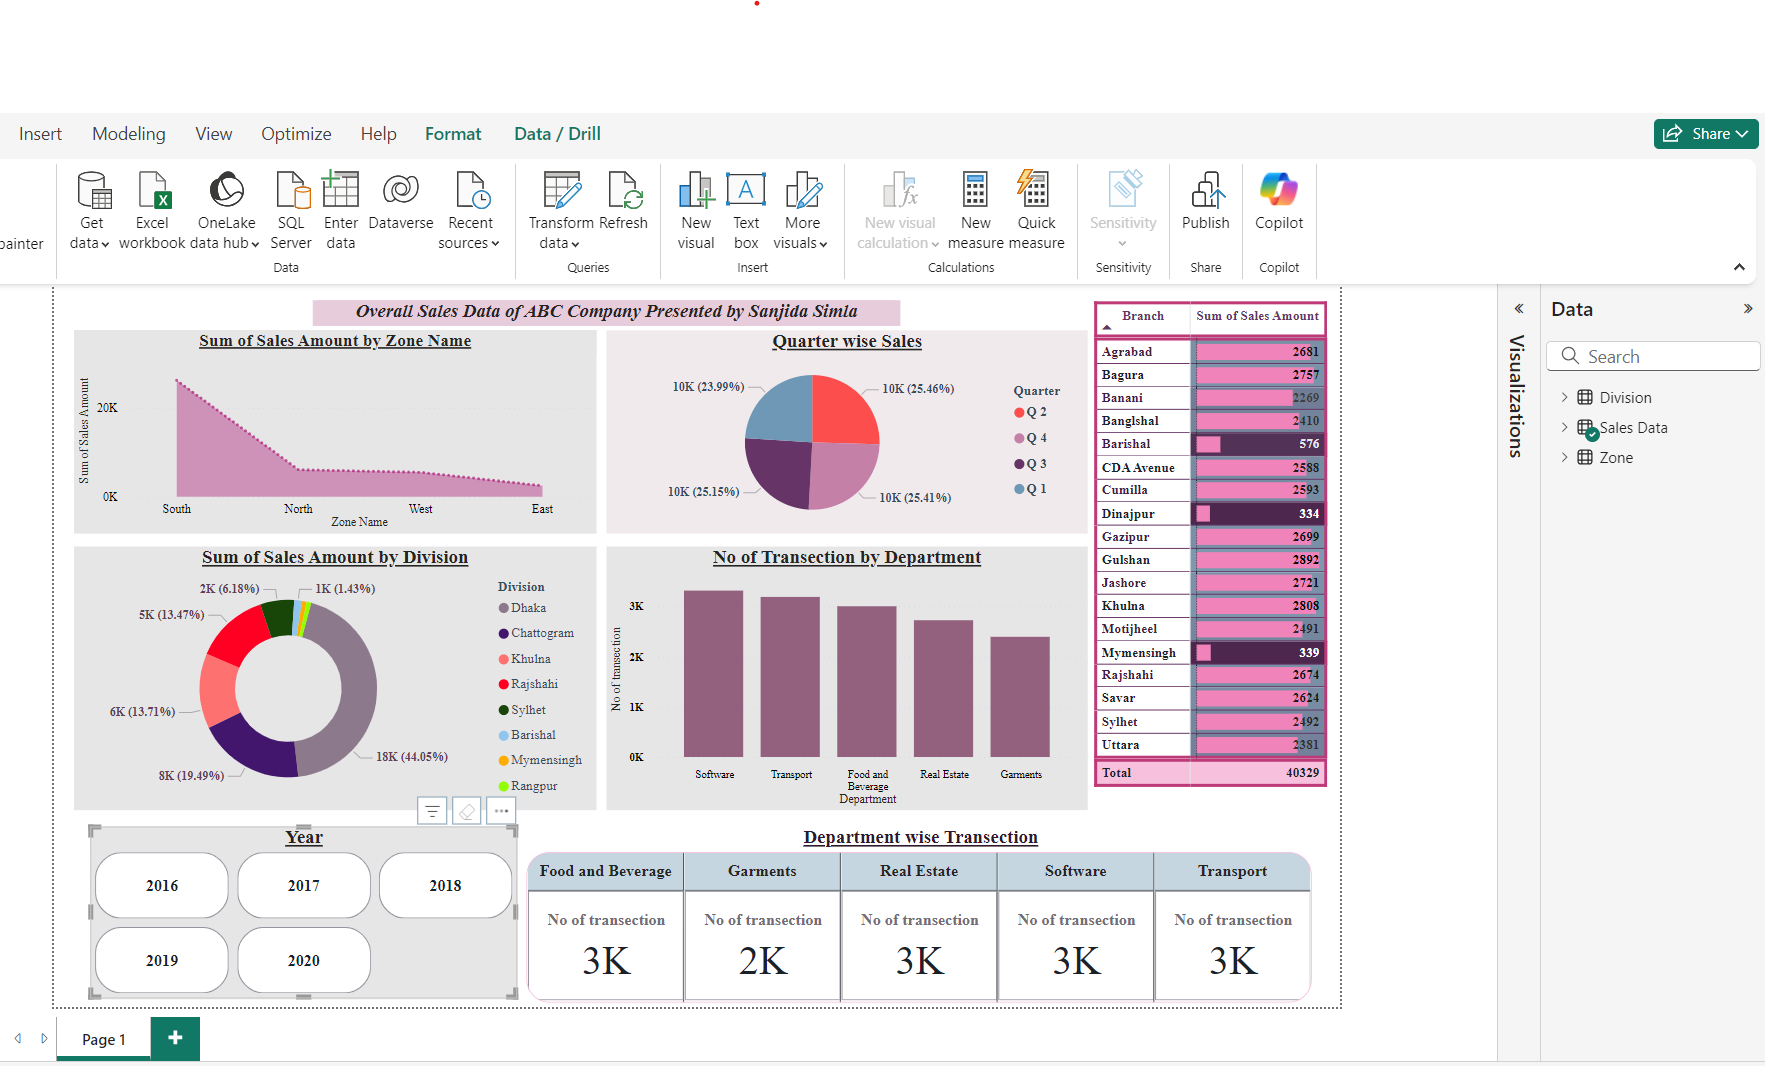 Insert Modeling View Optimize Help Format Data / Drill Share
painter
Get data
Excel workbook
OneLake data hub
SQL Server
Enter data
Dataverse
Recent sources
Data
Transform data
Refresh
Queries
New visual
Text box
More visuals
Insert
New visual calculation
New measure
Quick measure
Calculations
Sensitivity
Sensitivity
Publish
Share
Copilot
Copilot
Overall Sales Data of ABC Company Presented by Sanjida Simla
Sum of Sales Amount by Zone Name
Sum of Sales Amount
20K
0K
South North West East
Zone Name
Quarter wise Sales
10K (23.99%) 10K (25.46%)
10K (25.15%) 10K (25.41%)
Quarter
Q 2
Q 4
Q 3
Q 1
Sum of Sales Amount by Division
2K (6.18%) 1K (1.43%)
5K (13.47%)
6K (13.71%)
18K (44.05%)
8K (19.49%)
Division
Dhaka
Chattogram
Khulna
Rajshahi
Sylhet
Barishal
Mymensingh
Rangpur
No of Transection by Department
No of transection
3K
2K
1K
0K
Software Transport Food and Beverage Real Estate Garments
Department
Branch Sum of Sales Amount
Agrabad 2681
Bagura 2757
Banani 2269
Banglshal 2410
Barishal 576
CDA Avenue 2588
Cumilla 2593
Dinajpur 334
Gazipur 2699
Gulshan 2892
Jashore 2721
Khulna 2808
Motijheel 2491
Mymensingh 339
Rajshahi 2674
Savar 2624
Sylhet 2492
Uttara 2381
Total 40329
Year
2016 2017 2018
2019 2020
Department wise Transection
Food and Beverage Garments Real Estate Software Transport
No of transection No of transection No of transection No of transection No of transection
3K 2K 3K 3K 3K
Visualizations
Data
Search
Division
Sales Data
Zone
Page 1